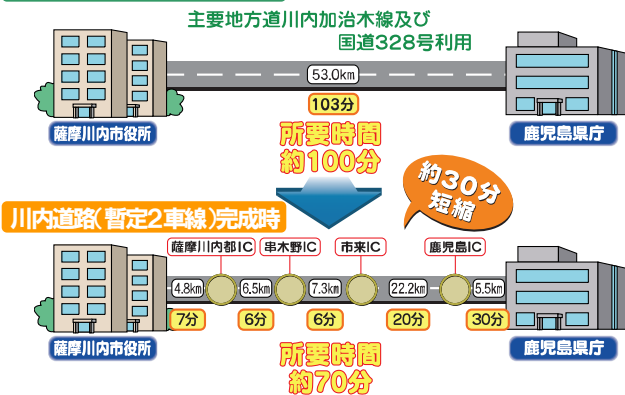 主要地方道川内加治木線及び
国道328号利用
53.0km
103分
薩摩川内市役所
鹿児島県庁
所要時間
約100分
約30分
短縮
川内道路(暫定2車線)完成時
薩摩川内都IC
串木野IC
市来IC
鹿児島IC
4.8km
6.5km
7.3km
22.2km
5.5km
7分
6分
6分
20分
30分
薩摩川内市役所
鹿児島県庁
所要時間
約70分